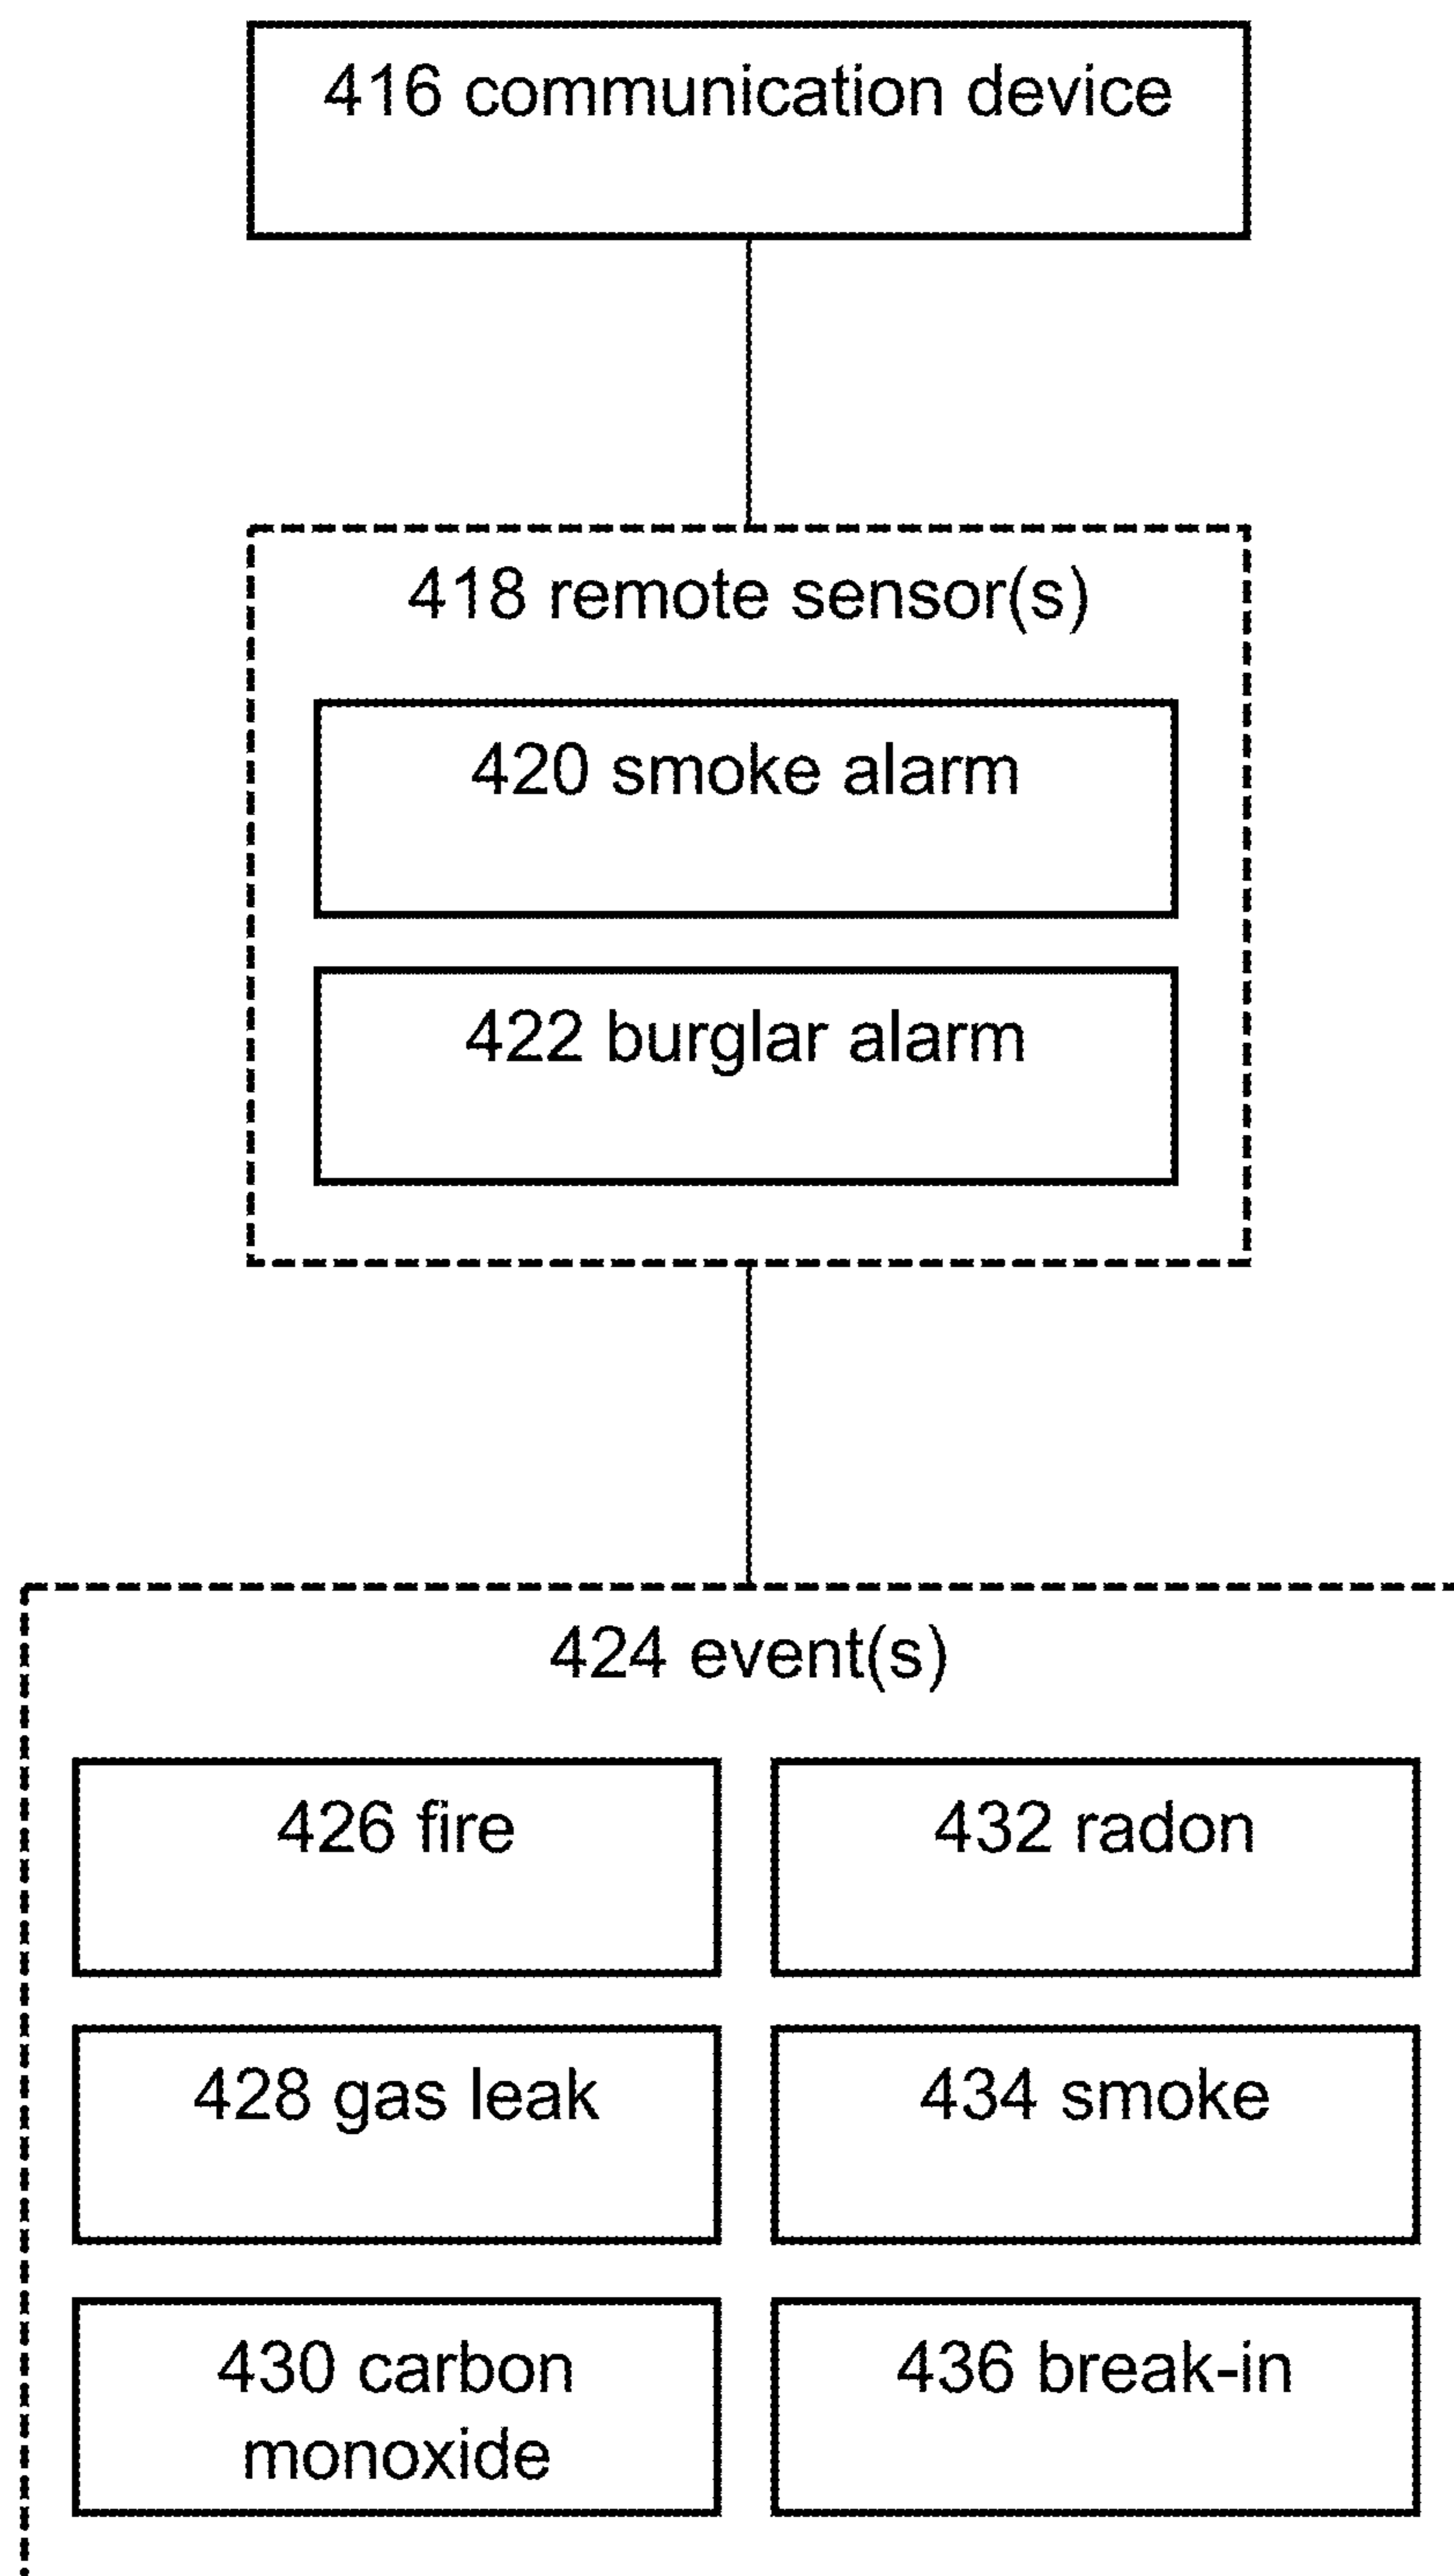 416 communication device
418 remote sensor(s)
420 smoke alarm
422 burglar alarm
424 event(s)
426 fire
432 radon
428 gas leak
434 smoke
430 carbon
monoxide
436 break-in